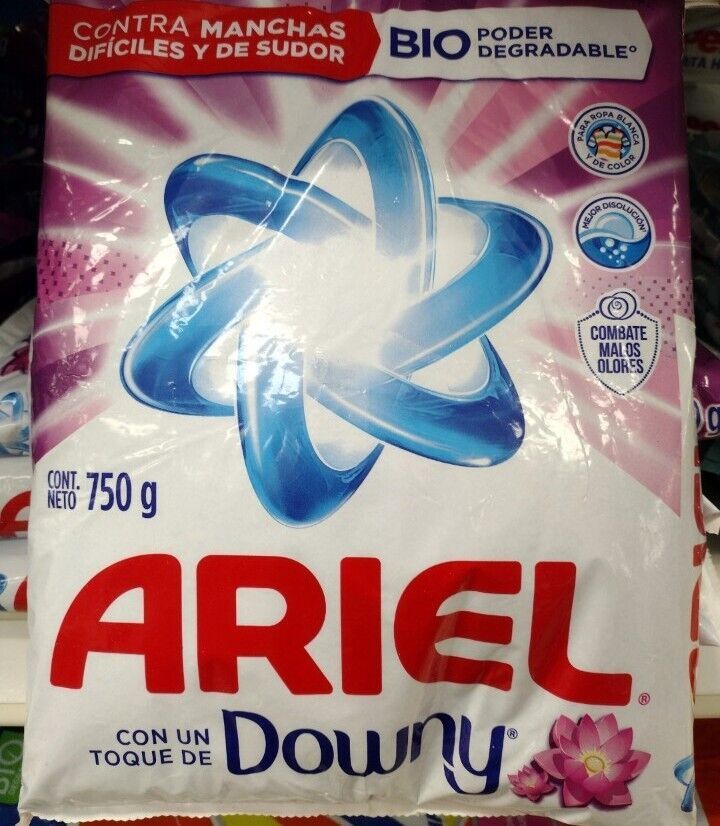 CONTRA MANCHAS
DIFÍCILES Y DE SUDOR
BIO PODER
DEGRADABLE°
PARA ROPA BLANCA
Y DE COLOR
MEJOR DISOLUCIÓN
COMBATE
MALOS
OLORES
CONT.
NETO 750 g
ARIEL®
CON UN
TOQUE DE Downy®